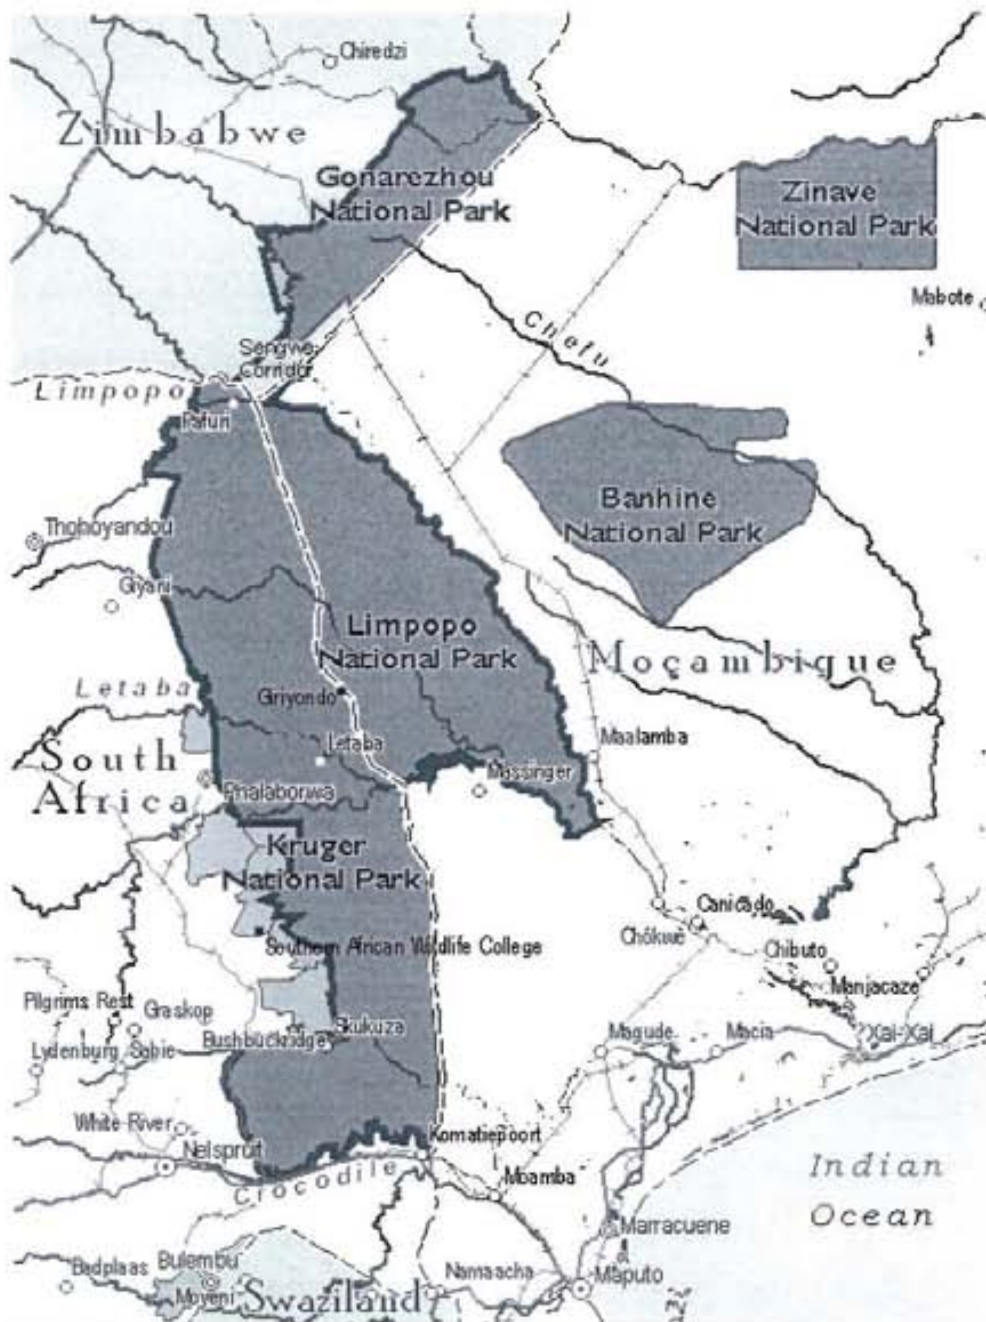 Chiredzi
Zimbabwe
Gonarezhou
National Park
Zinave
National Park
Mabote
Chefu
Sengwe
Corridor
Limpopo
Pafuri
Banhine
National Park
Thohoyandou
Giyani
Limpopo
National Park
Moçambique
Letaba
Giriyondo
Maalamba
South
Africa
Letaba
Massinger
Phalaborwa
Kruger
National Park
Canicado
Chókwè
Southern African Wildlife College
Chibuto
Manjacaze
Pilgrims Rest
Graskop
Skukuza
Bushbuckridge
Magude
Macia
Xai-Xai
Lydenburg
Sabie
White River
Nelspruit
Komatiepoort
Crocodile
Moamba
Indian
Ocean
Marracuene
Badplaas
Bulembu
Namaacha
Maputo
Moyeni
Swaziland